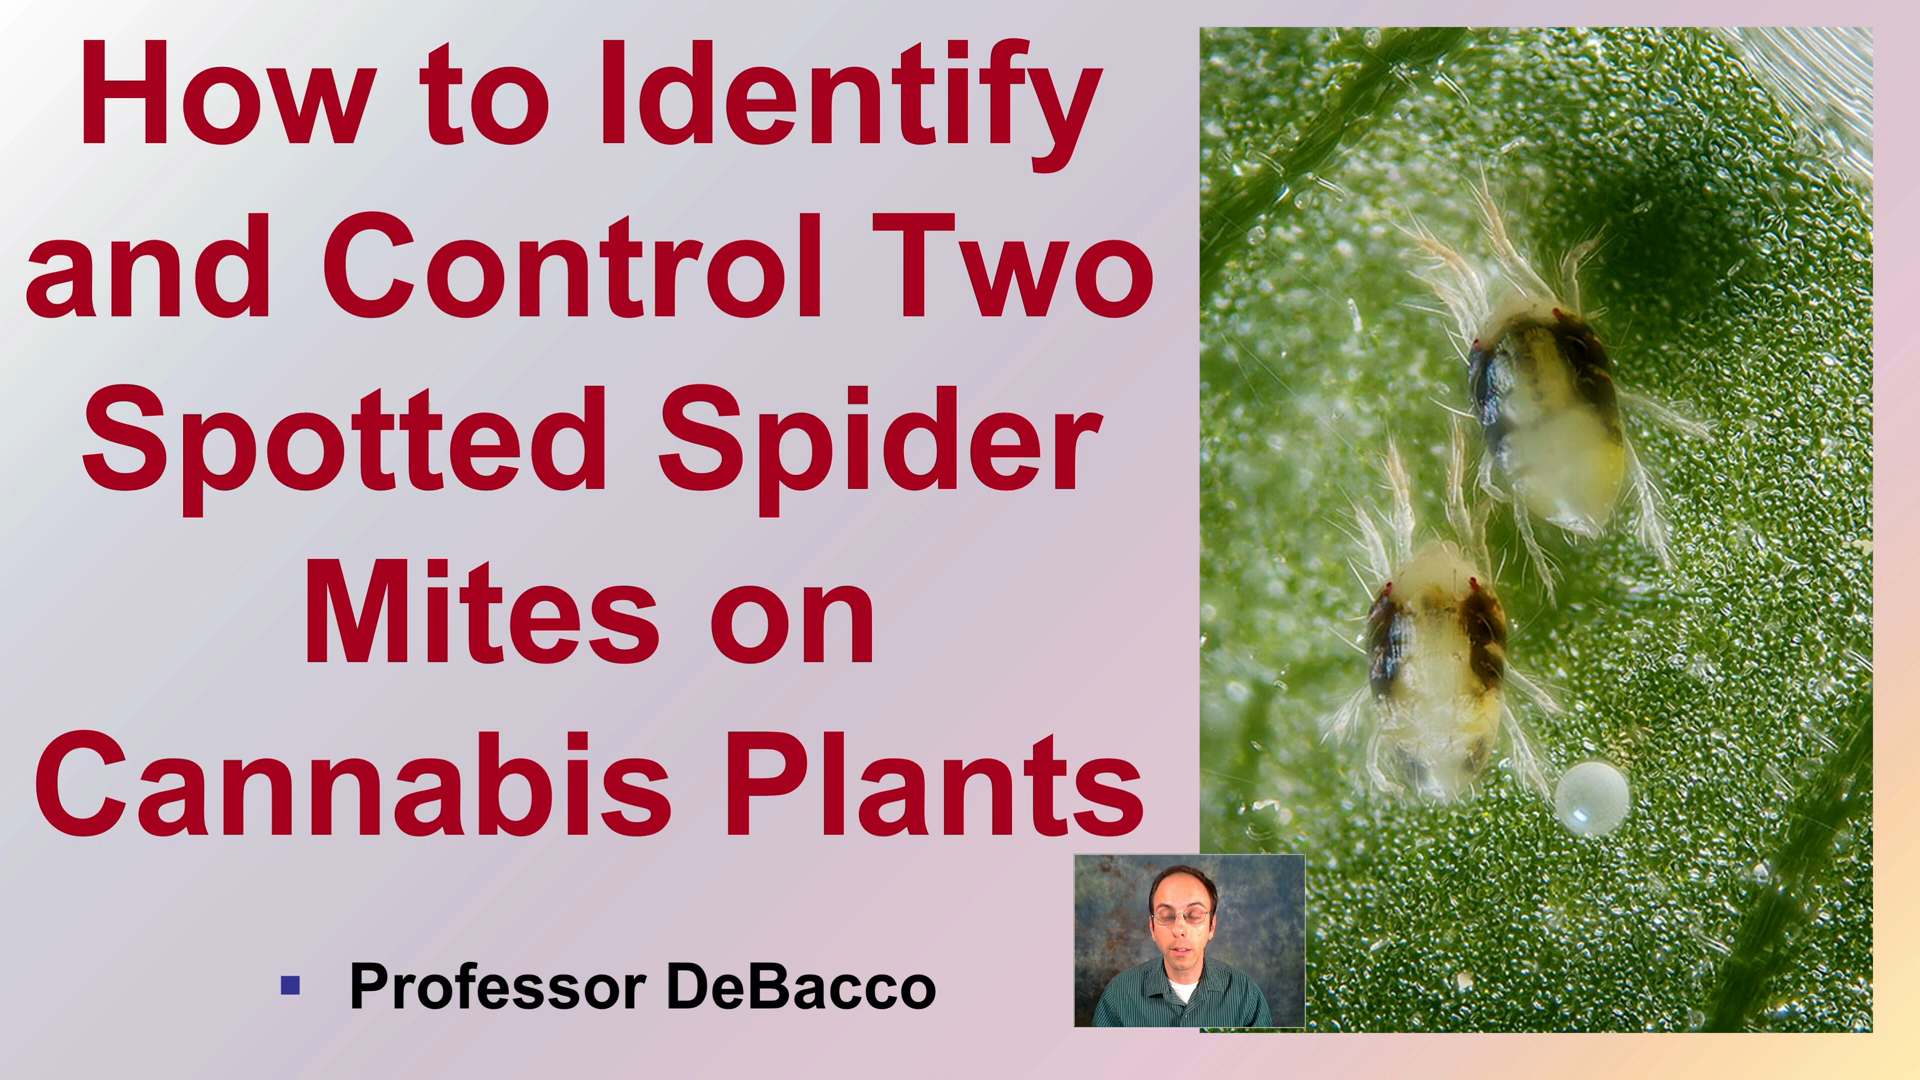 How to Identify
and Control Two
Spotted Spider
Mites on
Cannabis Plants
Professor DeBacco